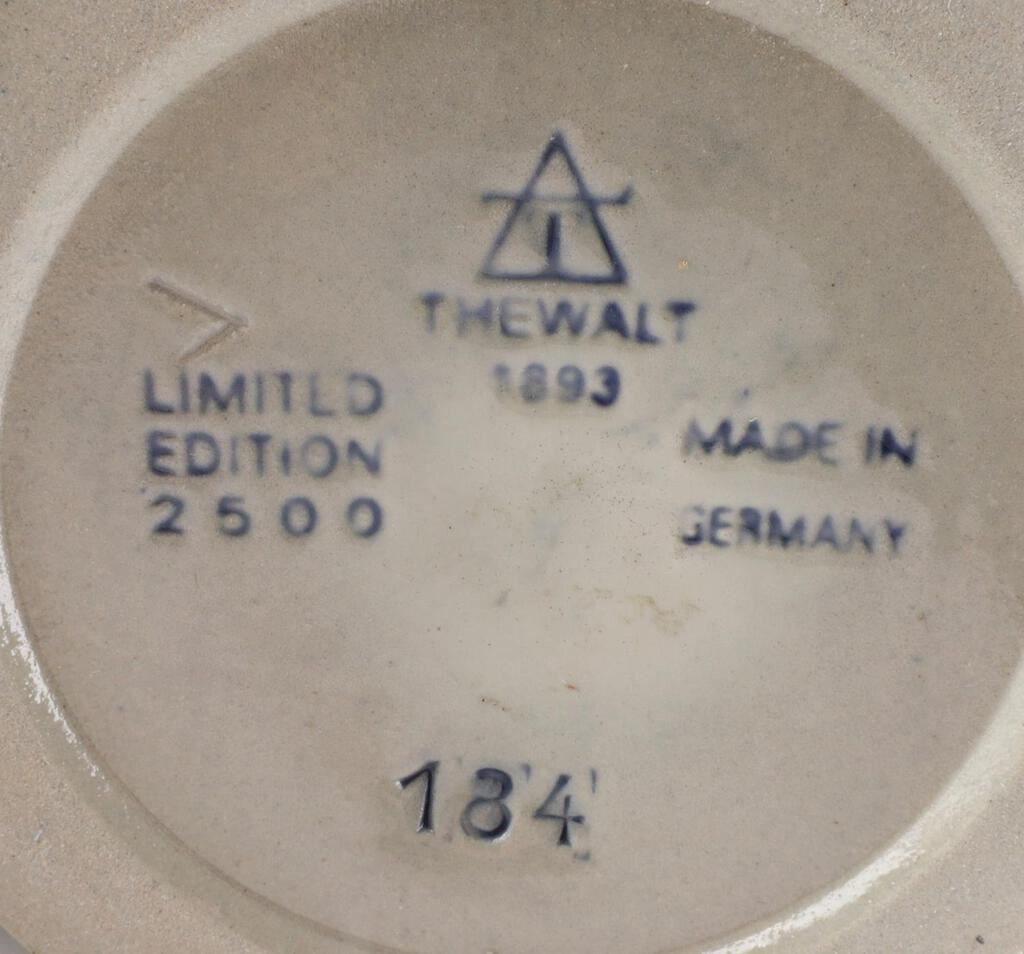 THEWALT
1893
LIMITED
EDITION
2500
MADE IN
GERMANY
184